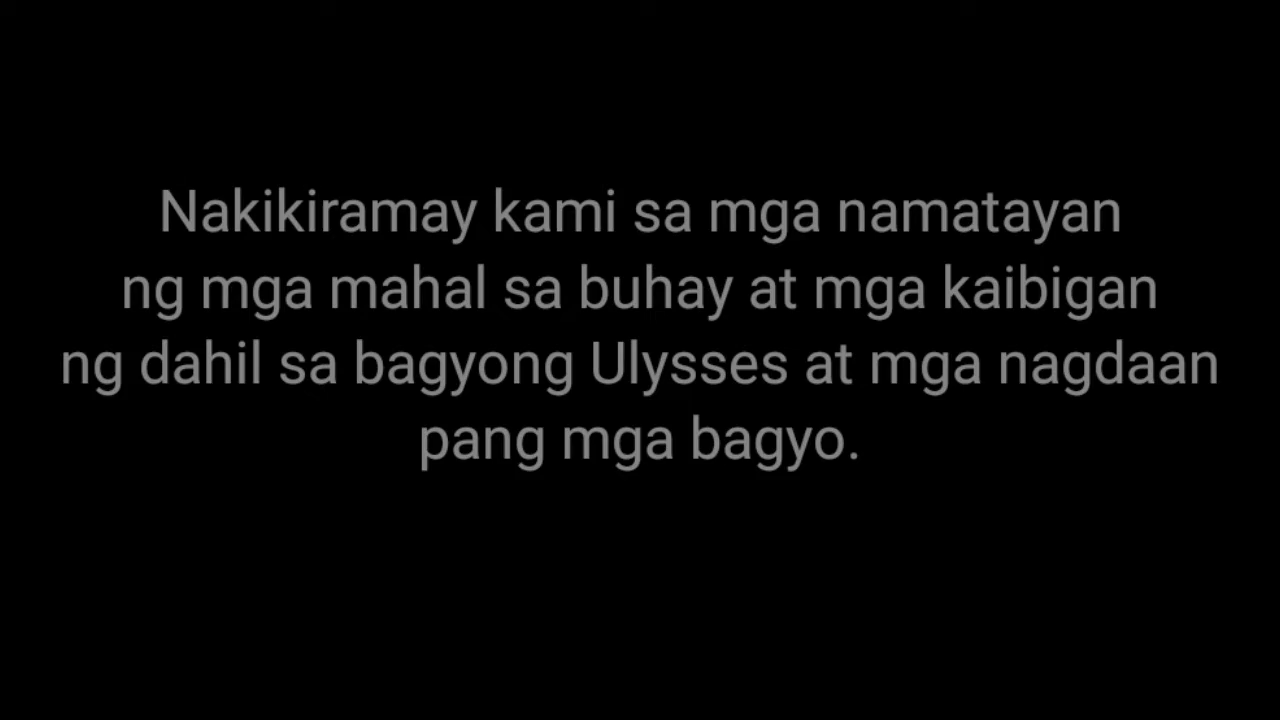 Nakikiramay kami sa mga namatayan
ng mga mahal sa buhay at mga kaibigan
ng dahil sa bagyong Ulysses at mga nagdaan
pang mga bagyo.